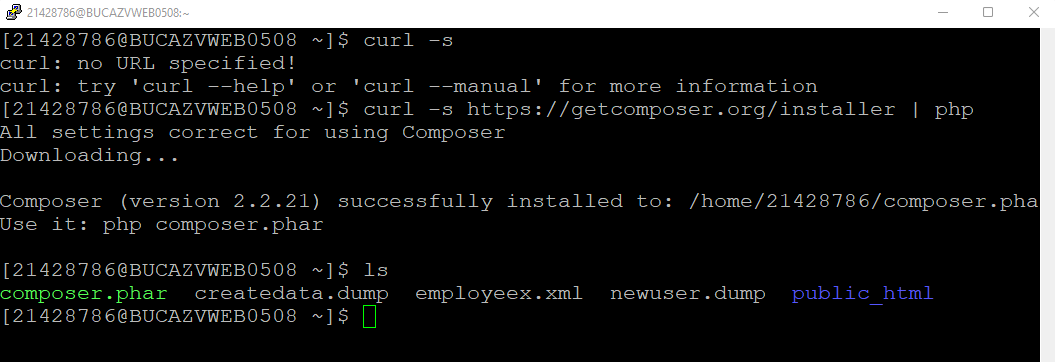 21428786@BUCAZVWEB0508:~
[21428786@BUCAZVWEB0508 ~]$ curl -s
curl: no URL specified!
curl: try 'curl --help' or 'curl --manual' for more information
[21428786@BUCAZVWEB0508 ~]$ curl -s https://getcomposer.org/installer | php
All settings correct for using Composer
Downloading...
Composer (version 2.2.21) successfully installed to: /home/21428786/composer.pha
Use it: php composer.phar
[21428786@BUCAZVWEB0508 ~]$ ls
composer.phar  createdata.dump  employeex.xml  newuser.dump  public_html
[21428786@BUCAZVWEB0508 ~]$